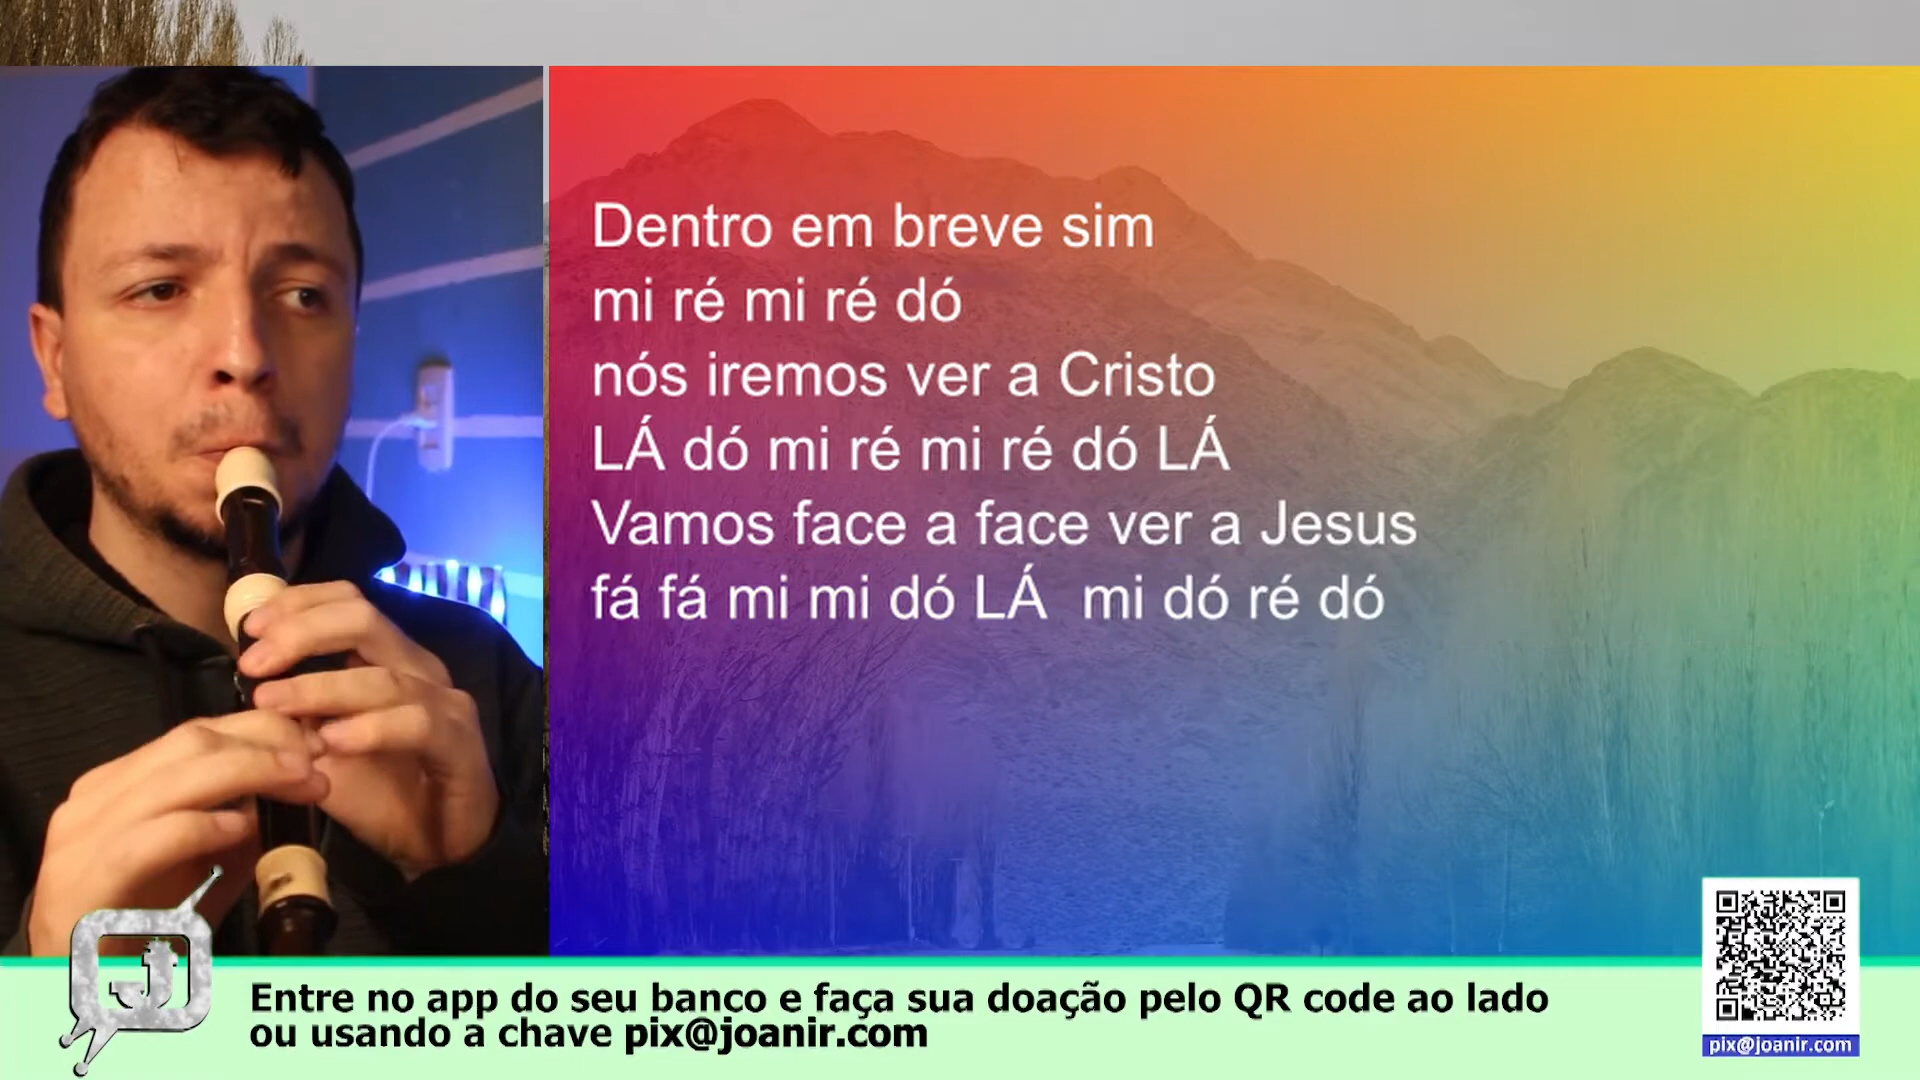 Dentro em breve sim
mi ré mi ré dó
nós iremos ver a Cristo
LÁ dó mi ré mi ré dó LÁ
Vamos face a face ver a Jesus
fá fá mi mi dó LÁ mi dó ré dó
Entre no app do seu banco e faça sua doação pelo QR code ao lado
ou usando a chave pix@joanir.com
pix@joanir.com
J